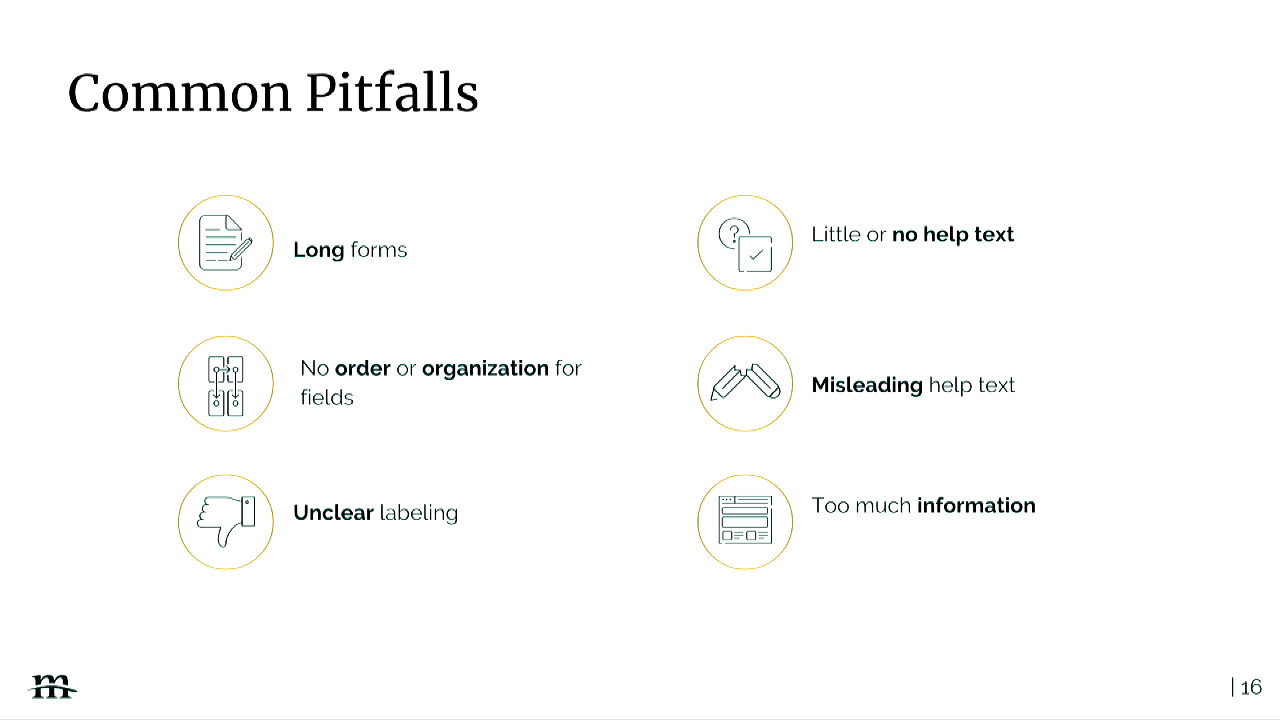 Common Pitfalls
Long forms
No order or organization for
fields
Unclear labeling
Little or no help text
Misleading help text
Too much information
m
| 16